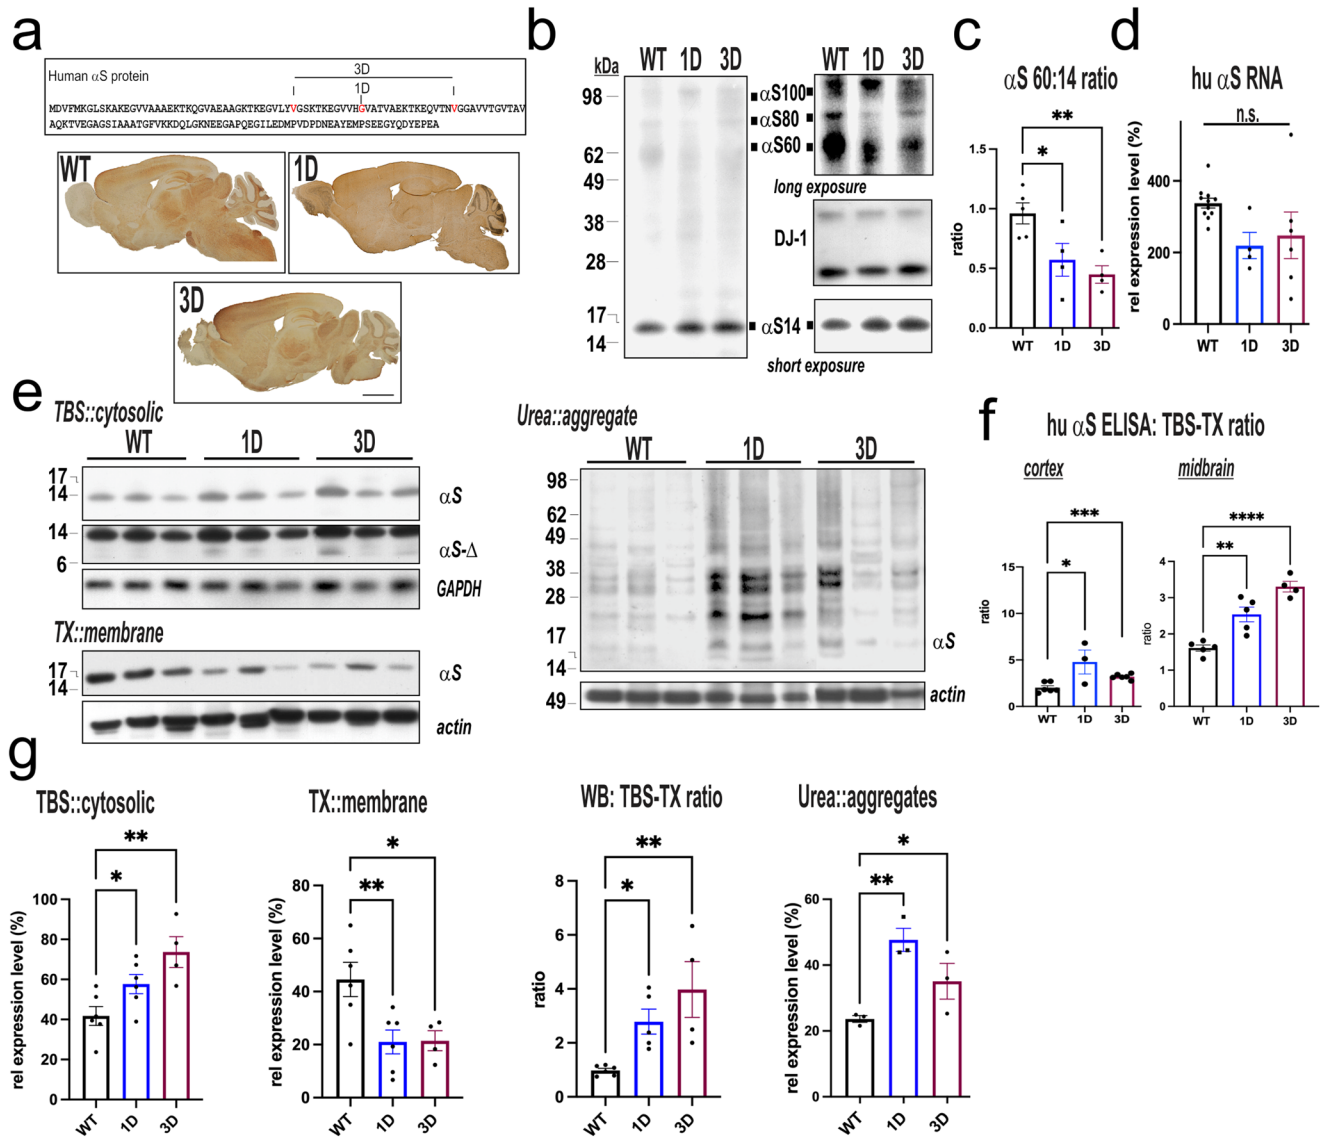 a
Human αS protein
3D
1D
MDVFMKGLSKAKEGVVAAAEKTKQGVAEAAGKTKEGVLYVGSKTKEGVVHGVATVAEKTKEQVTNVGGAVVTGVTAV
AQKTVEGAGSIAAATGFVKKDQLGKNEEGAPQEGILEDMPVDPDNEAYEMPSEEGYQDYEPEA
WT
1D
3D
b
kDa
WT 1D 3D
WT 1D 3D
98
62
49
38
28
17
14
αS100
αS80
αS60
long exposure
DJ-1
αS14
short exposure
c
αS 60:14 ratio
**
*
1.5
1.0
0.5
0.0
ratio
WT 1D 3D
d
hu αS RNA
n.s.
400
200
0
rel expression level (%)
WT 1D 3D
e
TBS::cytosolic
WT 1D 3D
17
14
αS
14
6
αS-Δ
GAPDH
TX::membrane
17
14
αS
actin
Urea::aggregate
WT 1D 3D
98
62
49
38
28
17
14
αS
49
actin
f
hu αS ELISA: TBS-TX ratio
cortex
***
*
15
10
5
0
ratio
WT 1D 3D
midbrain
****
**
4
3
2
1
0
ratio
WT 1D 3D
g
TBS::cytosolic
**
*
100
80
60
40
20
0
rel expression level (%)
WT 1D 3D
TX::membrane
*
**
80
60
40
20
0
rel expression level (%)
WT 1D 3D
WB: TBS-TX ratio
**
*
8
6
4
2
0
ratio
WT 1D 3D
Urea::aggregates
*
**
60
40
20
0
rel expression level (%)
WT 1D 3D